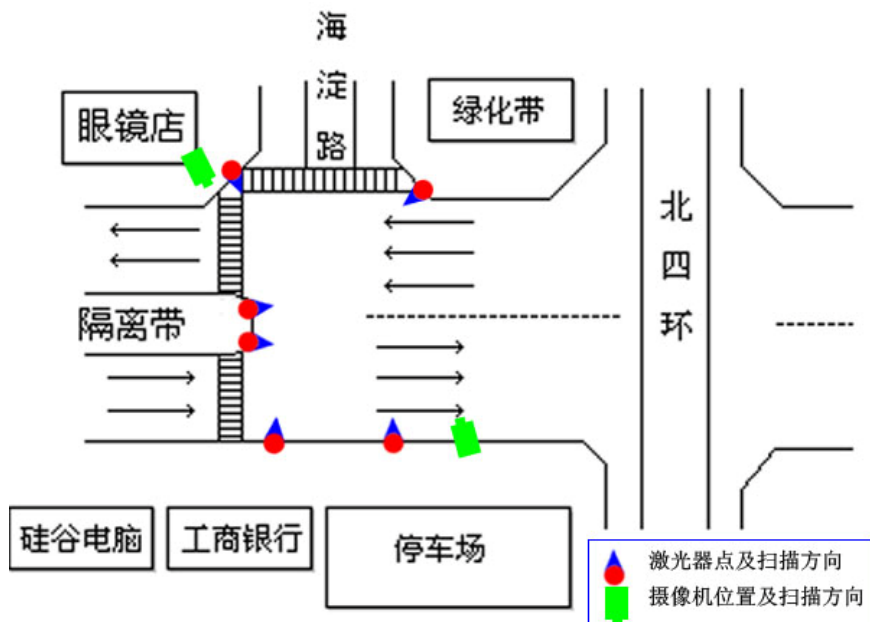 海淀路
眼镜店
绿化带
北四环
隔离带
硅谷电脑
工商银行
停车场
激光器点及扫描方向
摄像机位置及扫描方向